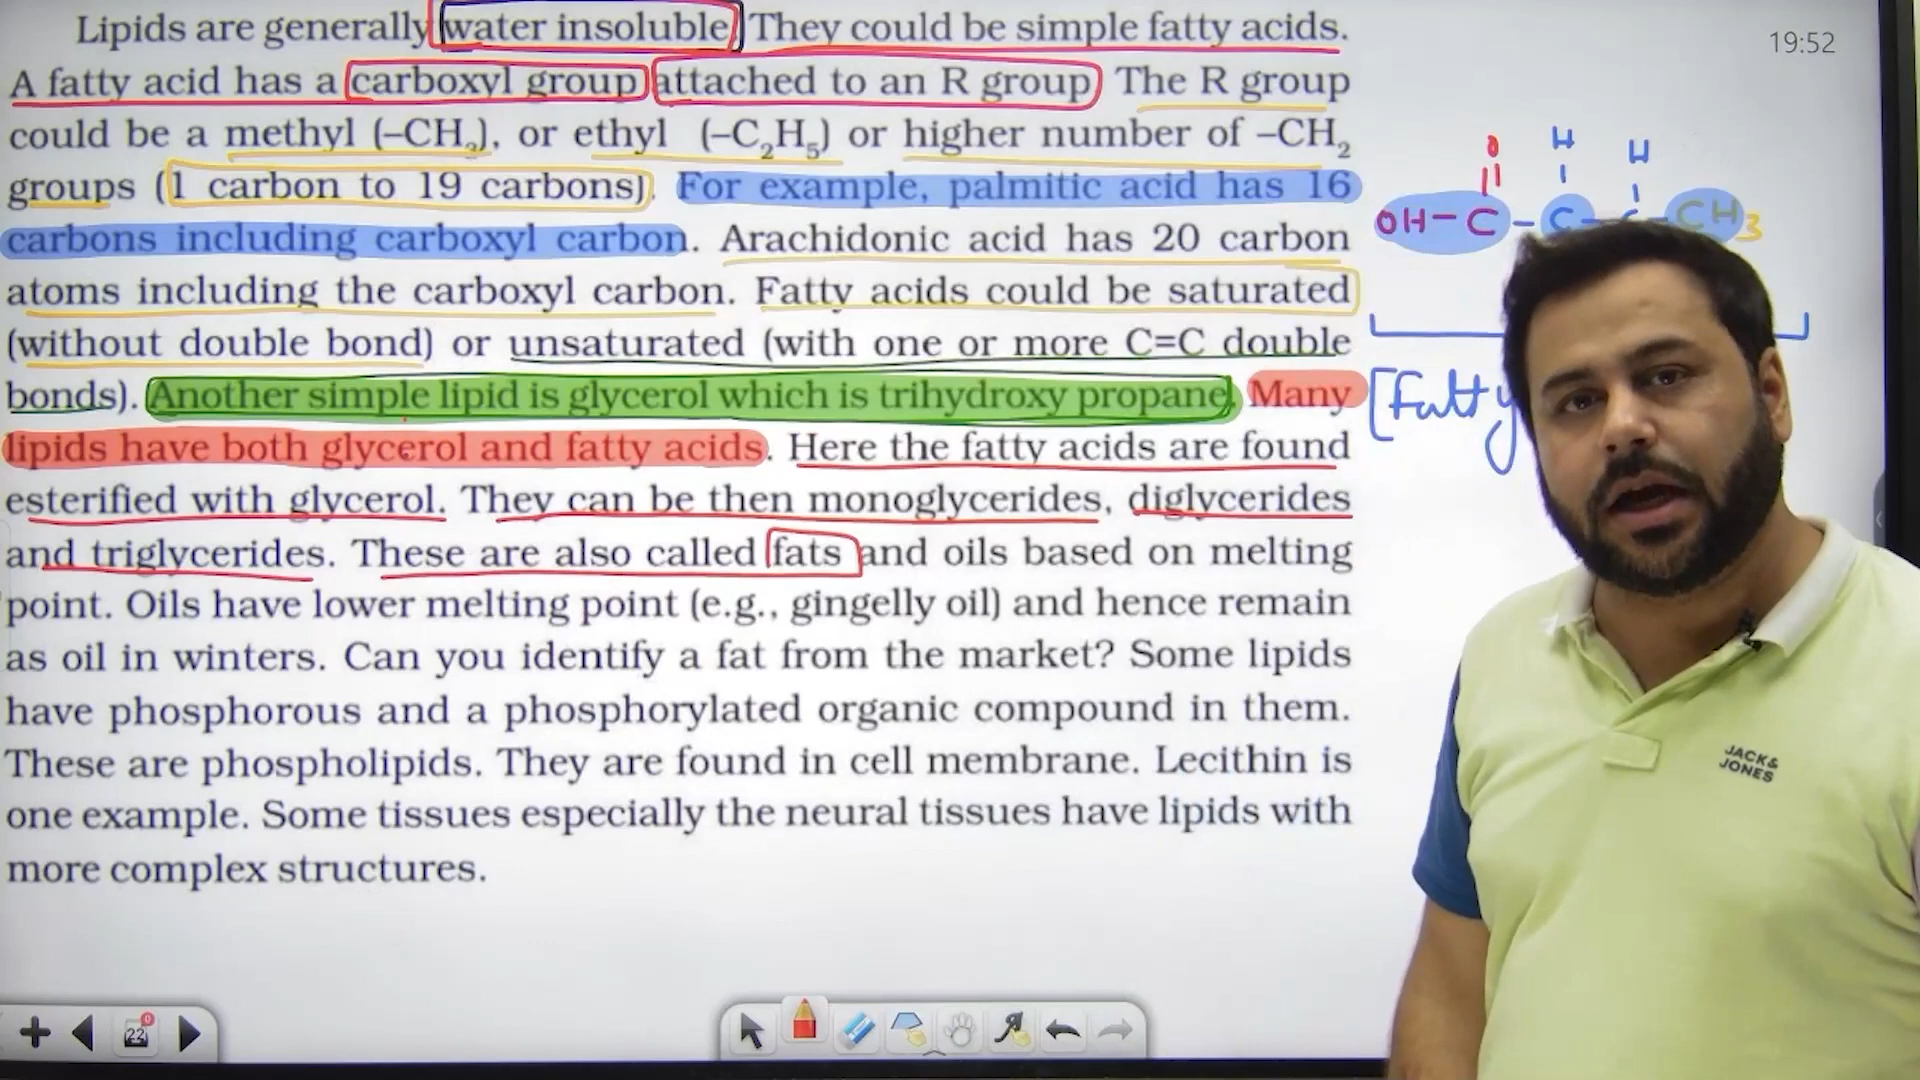 Lipids are generally water insoluble. They could be simple fatty acids.
A fatty acid has a carboxyl group attached to an R group. The R group
could be a methyl (–CH₃), or ethyl (–C₂H₅) or higher number of –CH₂
groups (1 carbon to 19 carbons). For example, palmitic acid has 16
carbons including carboxyl carbon. Arachidonic acid has 20 carbon
atoms including the carboxyl carbon. Fatty acids could be saturated
(without double bond) or unsaturated (with one or more C=C double
bonds). Another simple lipid is glycerol which is trihydroxy propane. Many
lipids have both glycerol and fatty acids. Here the fatty acids are found
esterified with glycerol. They can be then monoglycerides, diglycerides
and triglycerides. These are also called fats and oils based on melting
point. Oils have lower melting point (e.g., gingelly oil) and hence remain
as oil in winters. Can you identify a fat from the market? Some lipids
have phosphorous and a phosphorylated organic compound in them.
These are phospholipids. They are found in cell membrane. Lecithin is
one example. Some tissues especially the neural tissues have lipids with
more complex structures.
19:52
O H H
OH–C–C–C–CH₃
[Fatty
JACK&
JONES
22
0